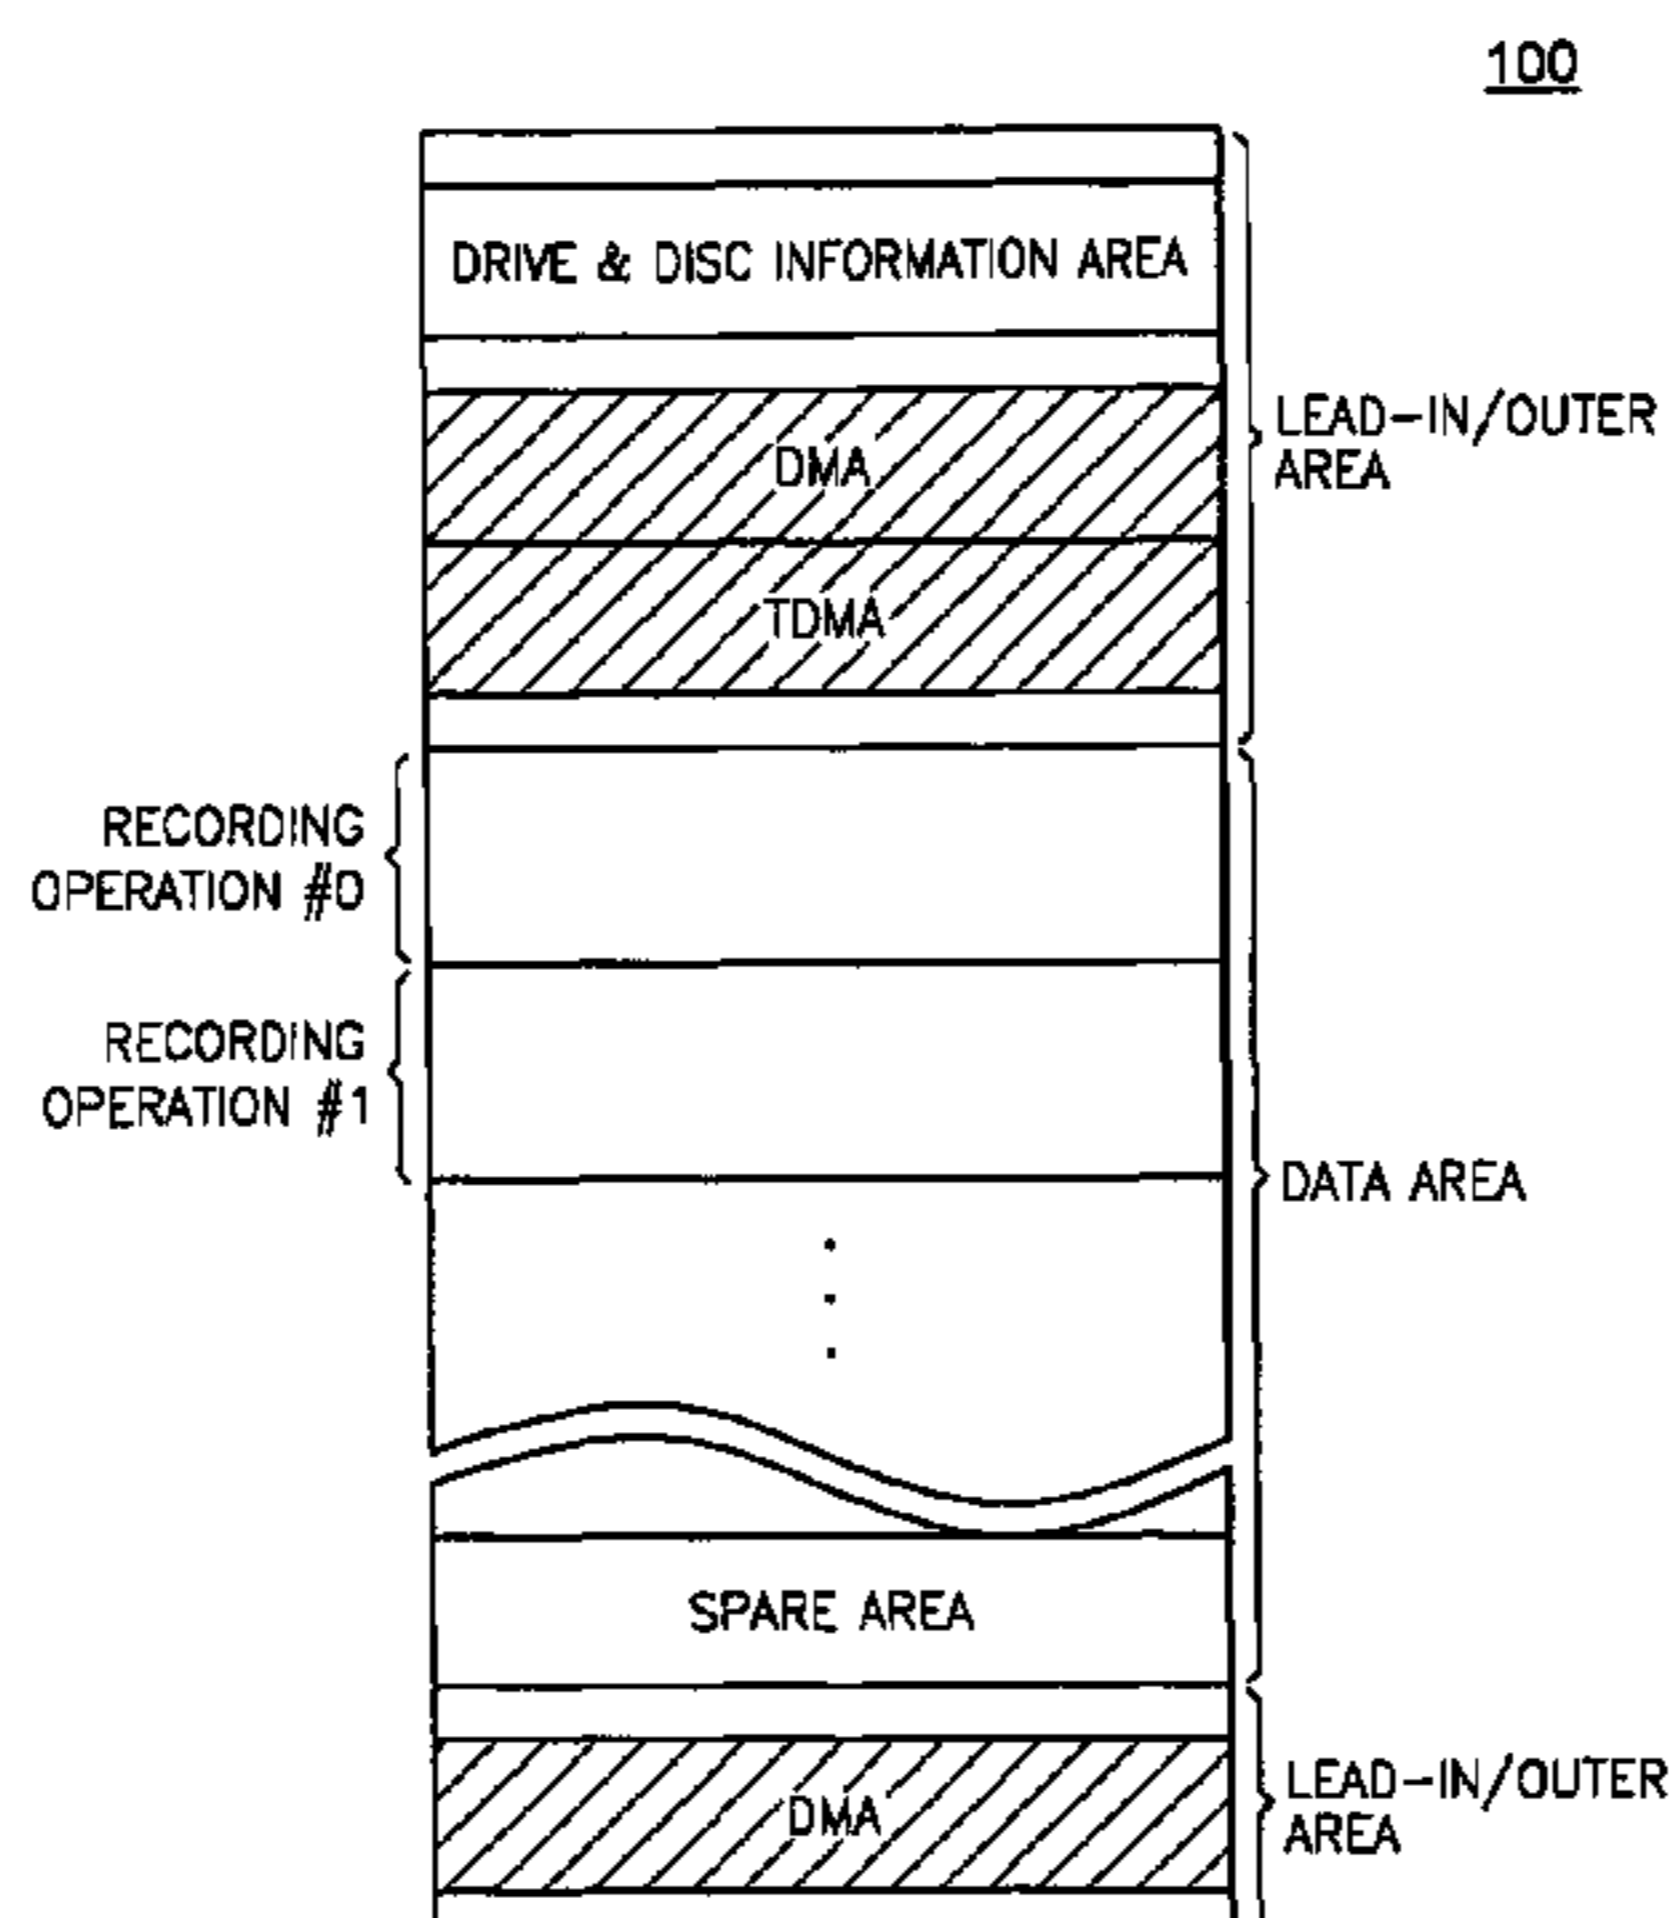 100
DRIVE & DISC INFORMATION AREA
DMA
LEAD-IN/OUTER
AREA
TDMA
RECORDING
OPERATION #0
RECORDING
OPERATION #1
DATA AREA
SPARE AREA
DMA
LEAD-IN/OUTER
AREA